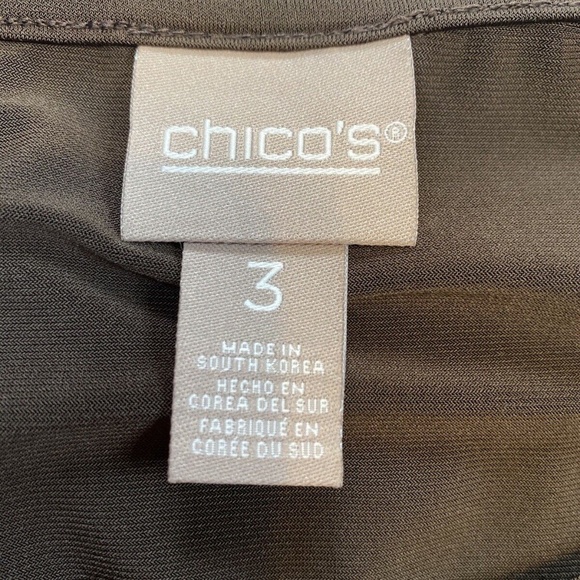 chico's®
3
MADE IN
SOUTH KOREA
HECHO EN
COREA DEL SUR
FABRIQUÉ EN
CORÉE DU SUD